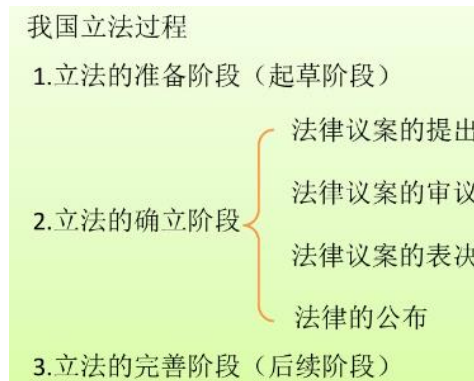 我国立法过程
1.立法的准备阶段（起草阶段）
法律议案的提出
法律议案的审议
2.立法的确立阶段
法律议案的表决
法律的公布
3.立法的完善阶段（后续阶段）